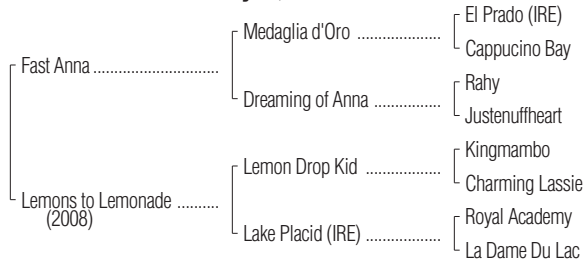 El Prado (IRE)
Medaglia d'Oro ..................
Cappucino Bay
Fast Anna ...........................
Rahy
Dreaming of Anna ...............
Justenuffheart
Kingmambo
Lemon Drop Kid .................
Charming Lassie
Lemons to Lemonade .........
(2008)
Royal Academy
Lake Placid (IRE) .................
La Dame Du Lac